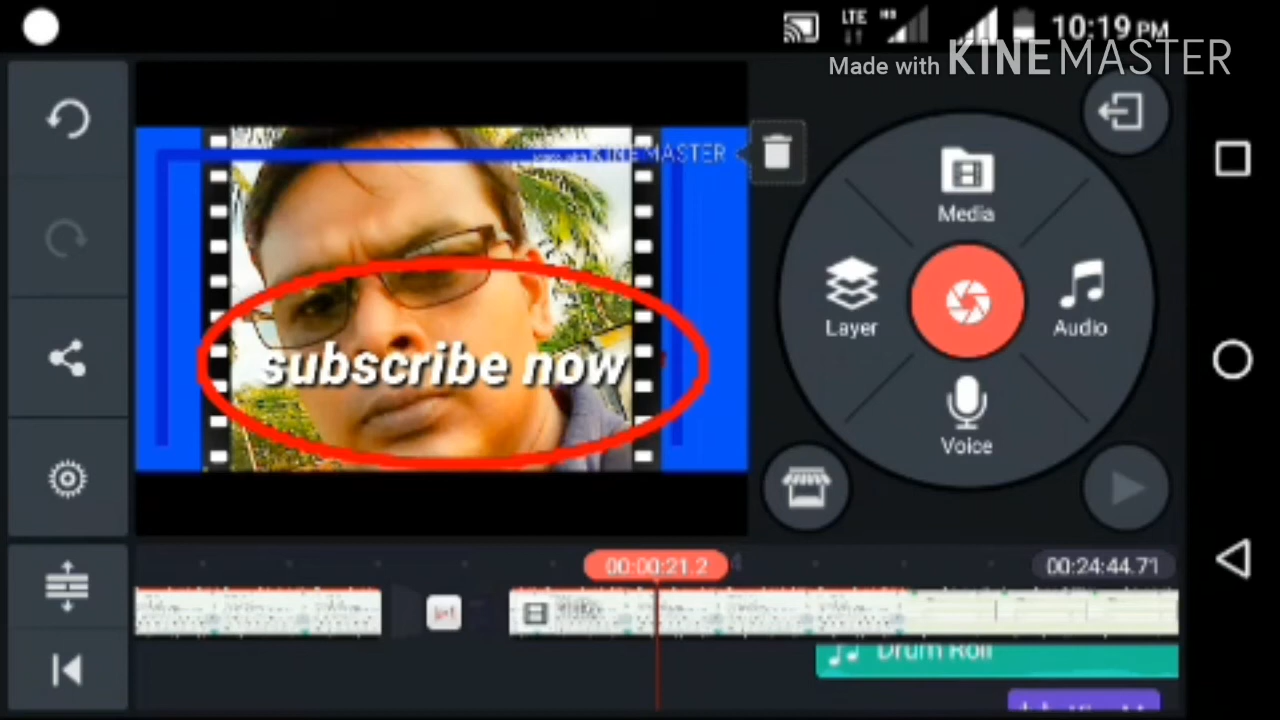 LTE
10:19 PM
Made with KINEMASTER
KINEMASTER
Media
Layer
Audio
subscribe now
Voice
00:00:21.2
00:24:44.71
Drum Roll